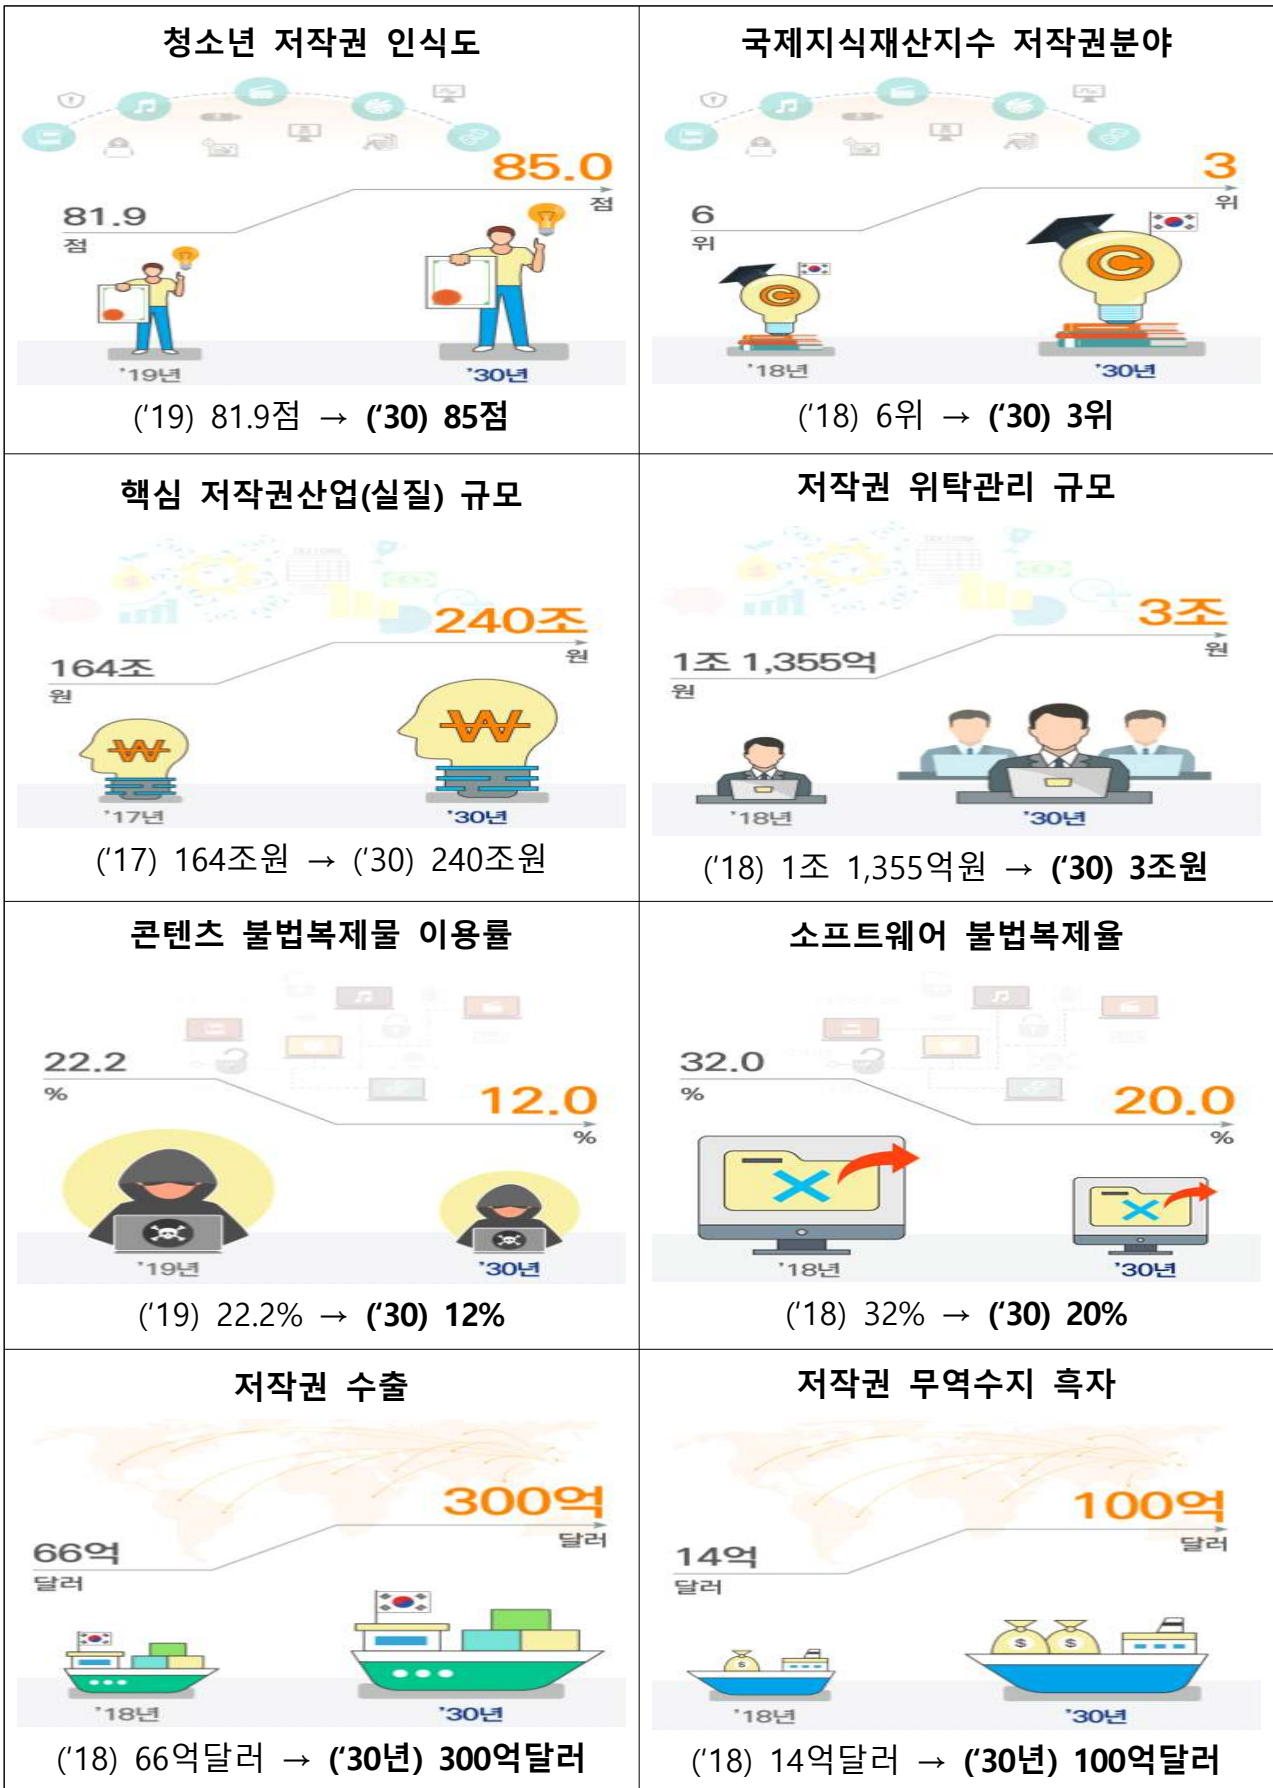 청소년 저작권 인식도
85.0
점
81.9
점
'19년
'30년
('19) 81.9점 → ('30) 85점
국제지식재산지수 저작권분야
3
위
6
위
'18년
'30년
('18) 6위 → ('30) 3위
핵심 저작권산업(실질) 규모
240조
원
164조
원
'17년
'30년
('17) 164조원 → ('30) 240조원
저작권 위탁관리 규모
3조
원
1조 1,355억
원
'18년
'30년
('18) 1조 1,355억원 → ('30) 3조원
콘텐츠 불법복제물 이용률
22.2
%
12.0
%
'19년
'30년
('19) 22.2% → ('30) 12%
소프트웨어 불법복제율
32.0
%
20.0
%
'18년
'30년
('18) 32% → ('30) 20%
저작권 수출
300억
달러
66억
달러
'18년
'30년
('18) 66억달러 → ('30년) 300억달러
저작권 무역수지 흑자
100억
달러
14억
달러
'18년
'30년
('18) 14억달러 → ('30년) 100억달러